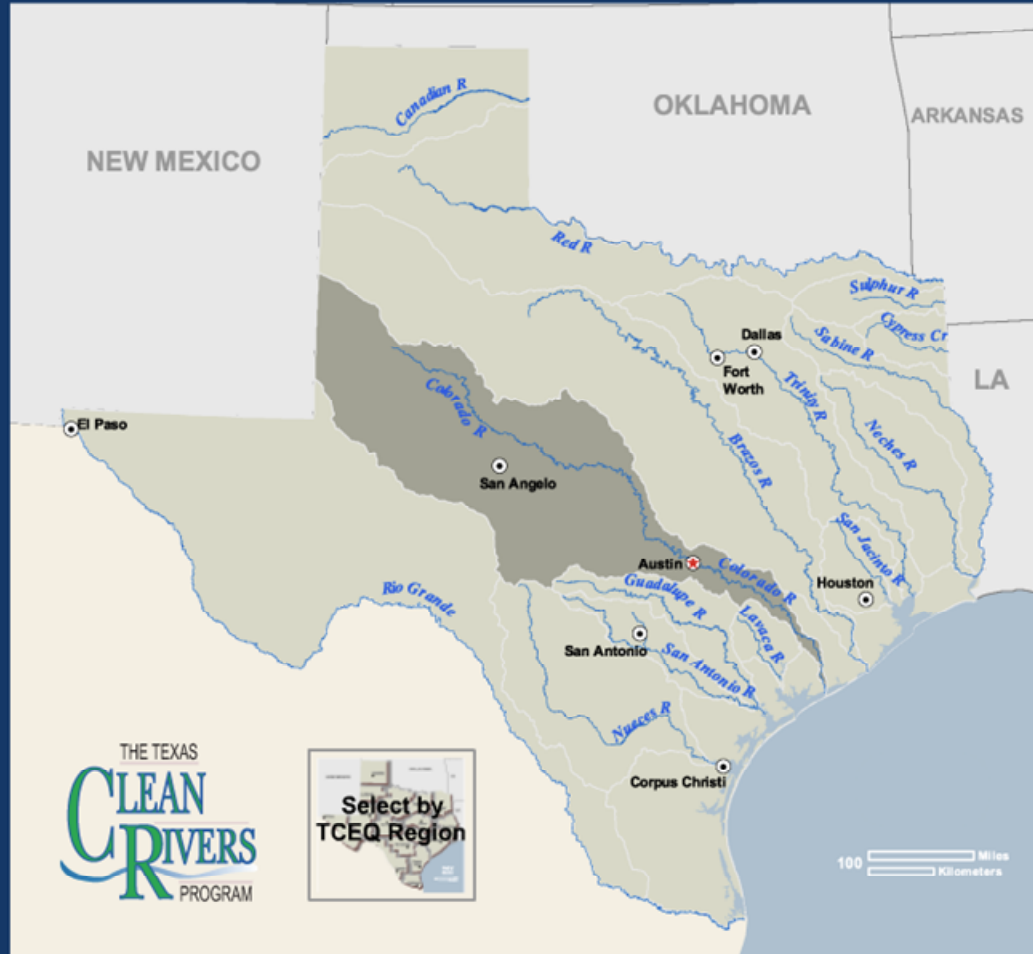 Canadian R
OKLAHOMA
ARKANSAS
NEW MEXICO
Red R
Sulphur R
Cypress Cr
Sabine R
Dallas
Fort
Worth
Trinity R
LA
Colorado R
El Paso
Brazos R
Neches R
San Angelo
San Jacinto R
Austin
Colorado R
Houston
Guadalupe R
Rio Grande
Lavaca R
San Antonio
San Antonio R
Nueces R
Corpus Christi
THE TEXAS
CLEAN
RIVERS
PROGRAM
Select by
TCEQ Region
100
Miles
Kilometers